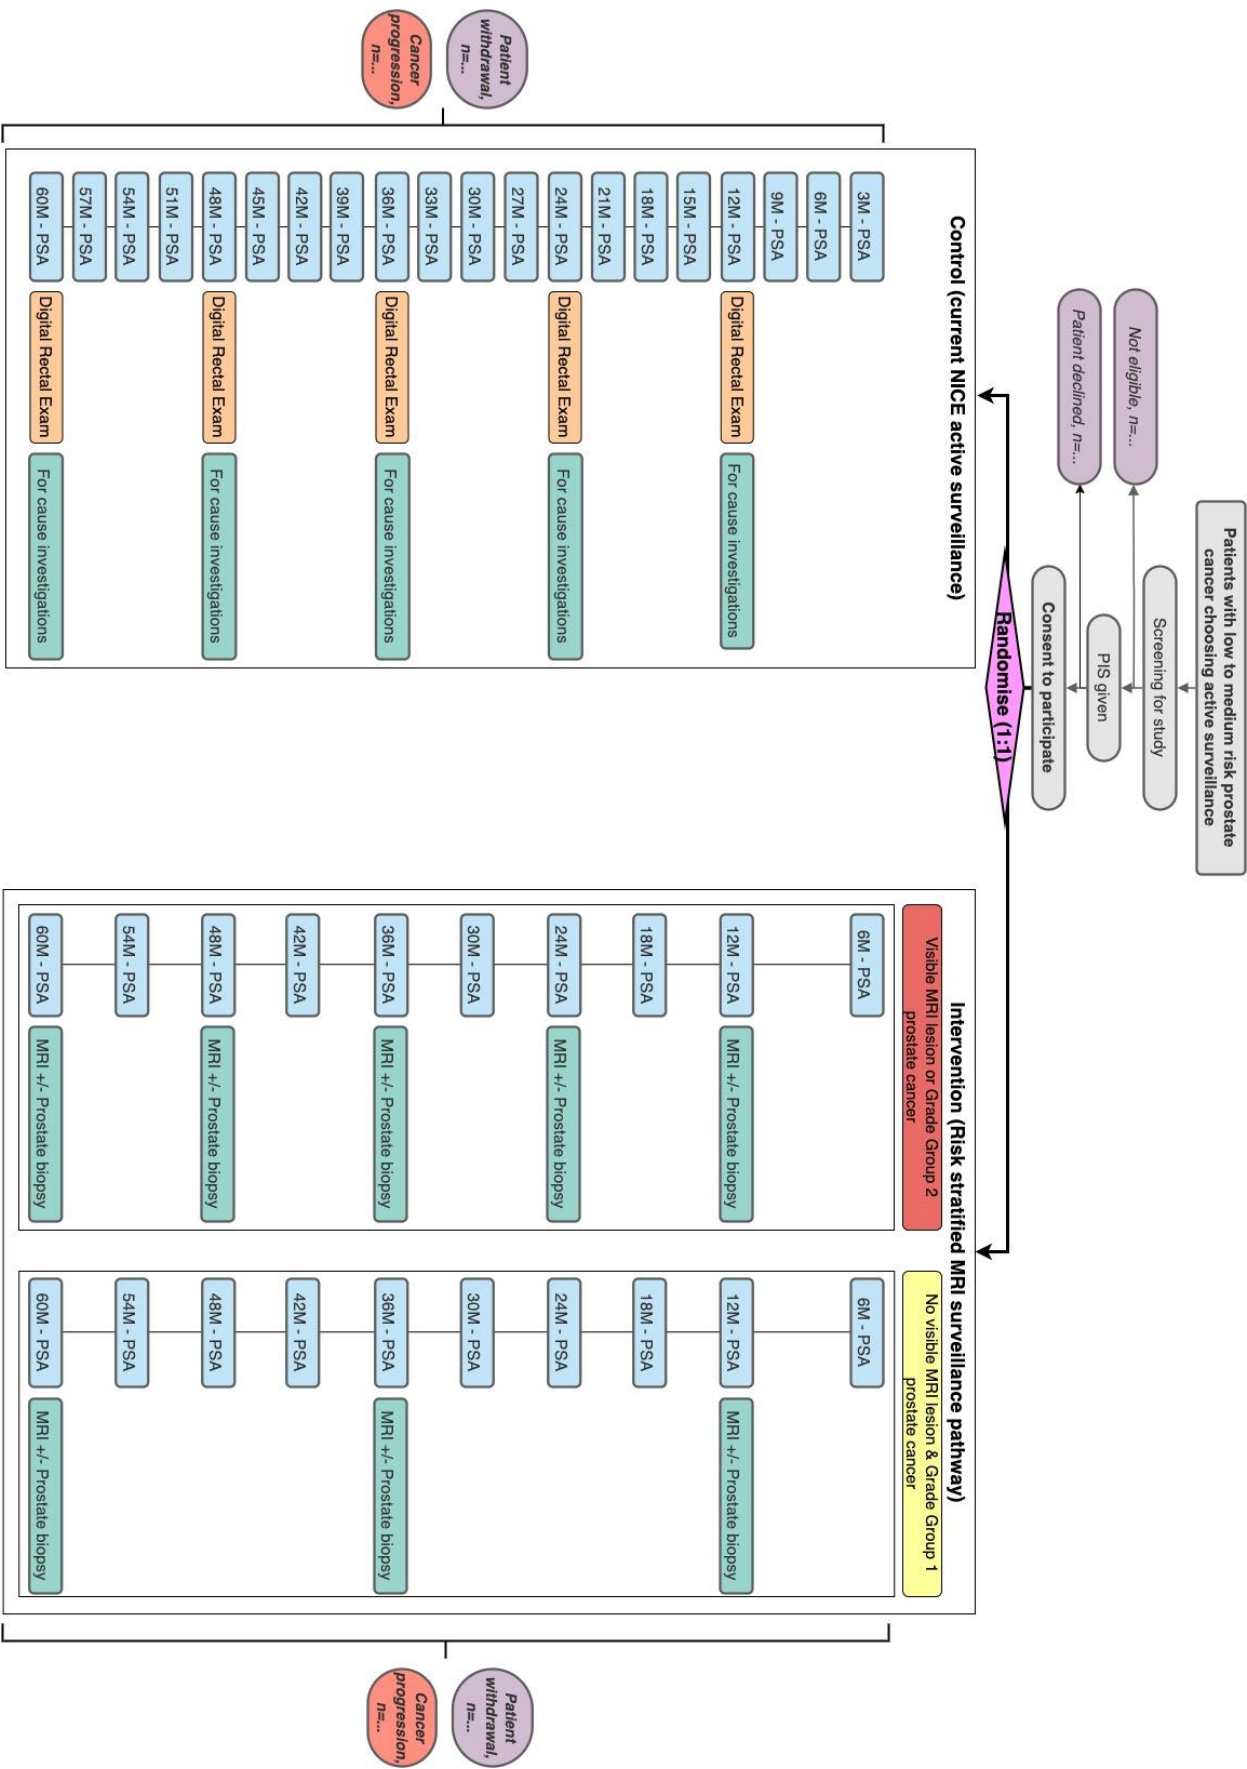 Patients with low to medium risk prostate
cancer choosing active surveillance
Screening for study
Not eligible, n=...
PIS given
Patient declined, n=...
Consent to participate
Randomise (1:1)
Control (current NICE active surveillance)
3M - PSA
6M - PSA
9M - PSA
12M - PSA
Digital Rectal Exam
For cause investigations
15M - PSA
18M - PSA
21M - PSA
24M - PSA
Digital Rectal Exam
For cause investigations
27M - PSA
30M - PSA
33M - PSA
36M - PSA
Digital Rectal Exam
For cause investigations
39M - PSA
42M - PSA
45M - PSA
48M - PSA
Digital Rectal Exam
For cause investigations
51M - PSA
54M - PSA
57M - PSA
60M - PSA
Digital Rectal Exam
For cause investigations
Patient
withdrawal,
n=...
Cancer
progression,
n=...
Intervention (Risk stratified MRI surveillance pathway)
Visible MRI lesion or Grade Group 2
prostate cancer
6M - PSA
12M - PSA
MRI +/- Prostate biopsy
18M - PSA
24M - PSA
MRI +/- Prostate biopsy
30M - PSA
36M - PSA
MRI +/- Prostate biopsy
42M - PSA
48M - PSA
MRI +/- Prostate biopsy
54M - PSA
60M - PSA
MRI +/- Prostate biopsy
No visible MRI lesion & Grade Group 1
prostate cancer
6M - PSA
12M - PSA
MRI +/- Prostate biopsy
18M - PSA
24M - PSA
30M - PSA
36M - PSA
MRI +/- Prostate biopsy
42M - PSA
48M - PSA
54M - PSA
60M - PSA
MRI +/- Prostate biopsy
Patient
withdrawal,
n=...
Cancer
progression,
n=...